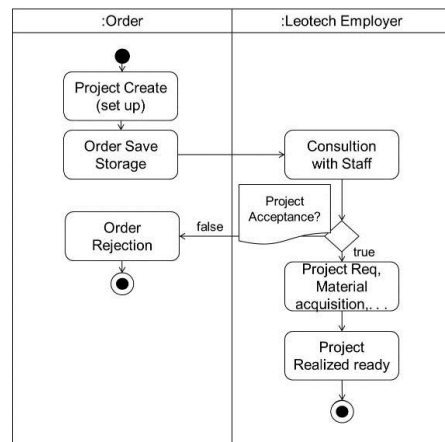 :Order
:Leotech Employer
Project Create
(set up)
Order Save
Storage
Consultion
with Staff
Project
Acceptance?
false
Order
Rejection
true
Project Req,
Material
acquisition,. . .
Project
Realized ready